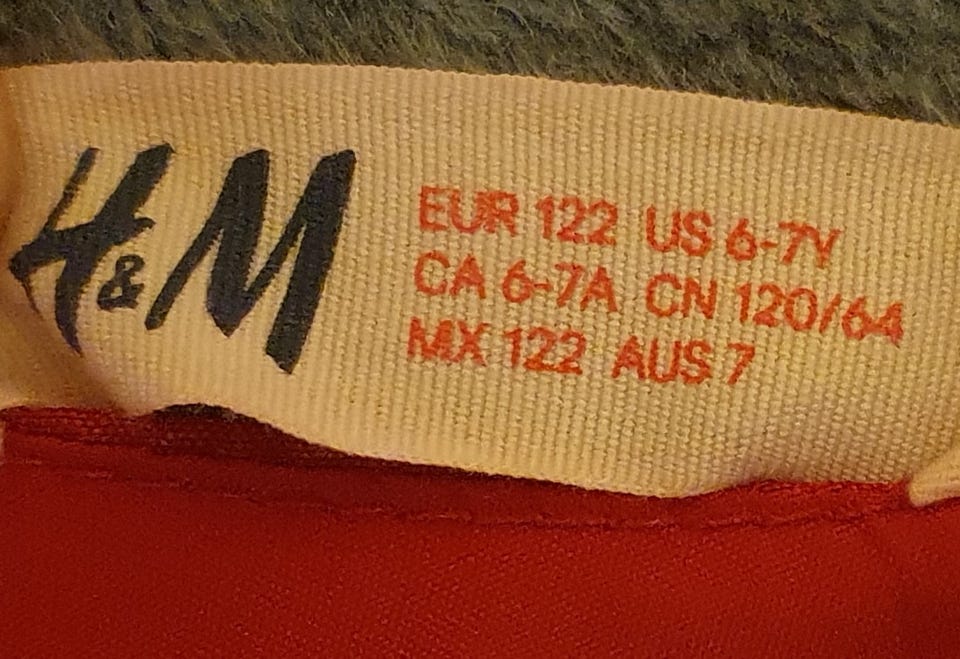 H&M
EUR 122 US 6-7Y
CA 6-7A CN 120/64
MX 122 AUS 7